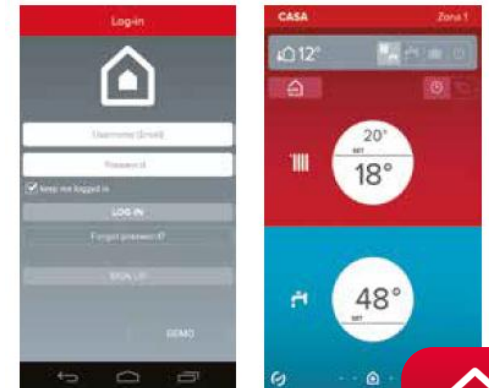 Log-in
Username (Email)
Password
Keep me logged in
LOG-IN
Forgot password?
SIGN UP
DEMO
CASA
Zona 1
12°
20°
SET
18°
48°
SET